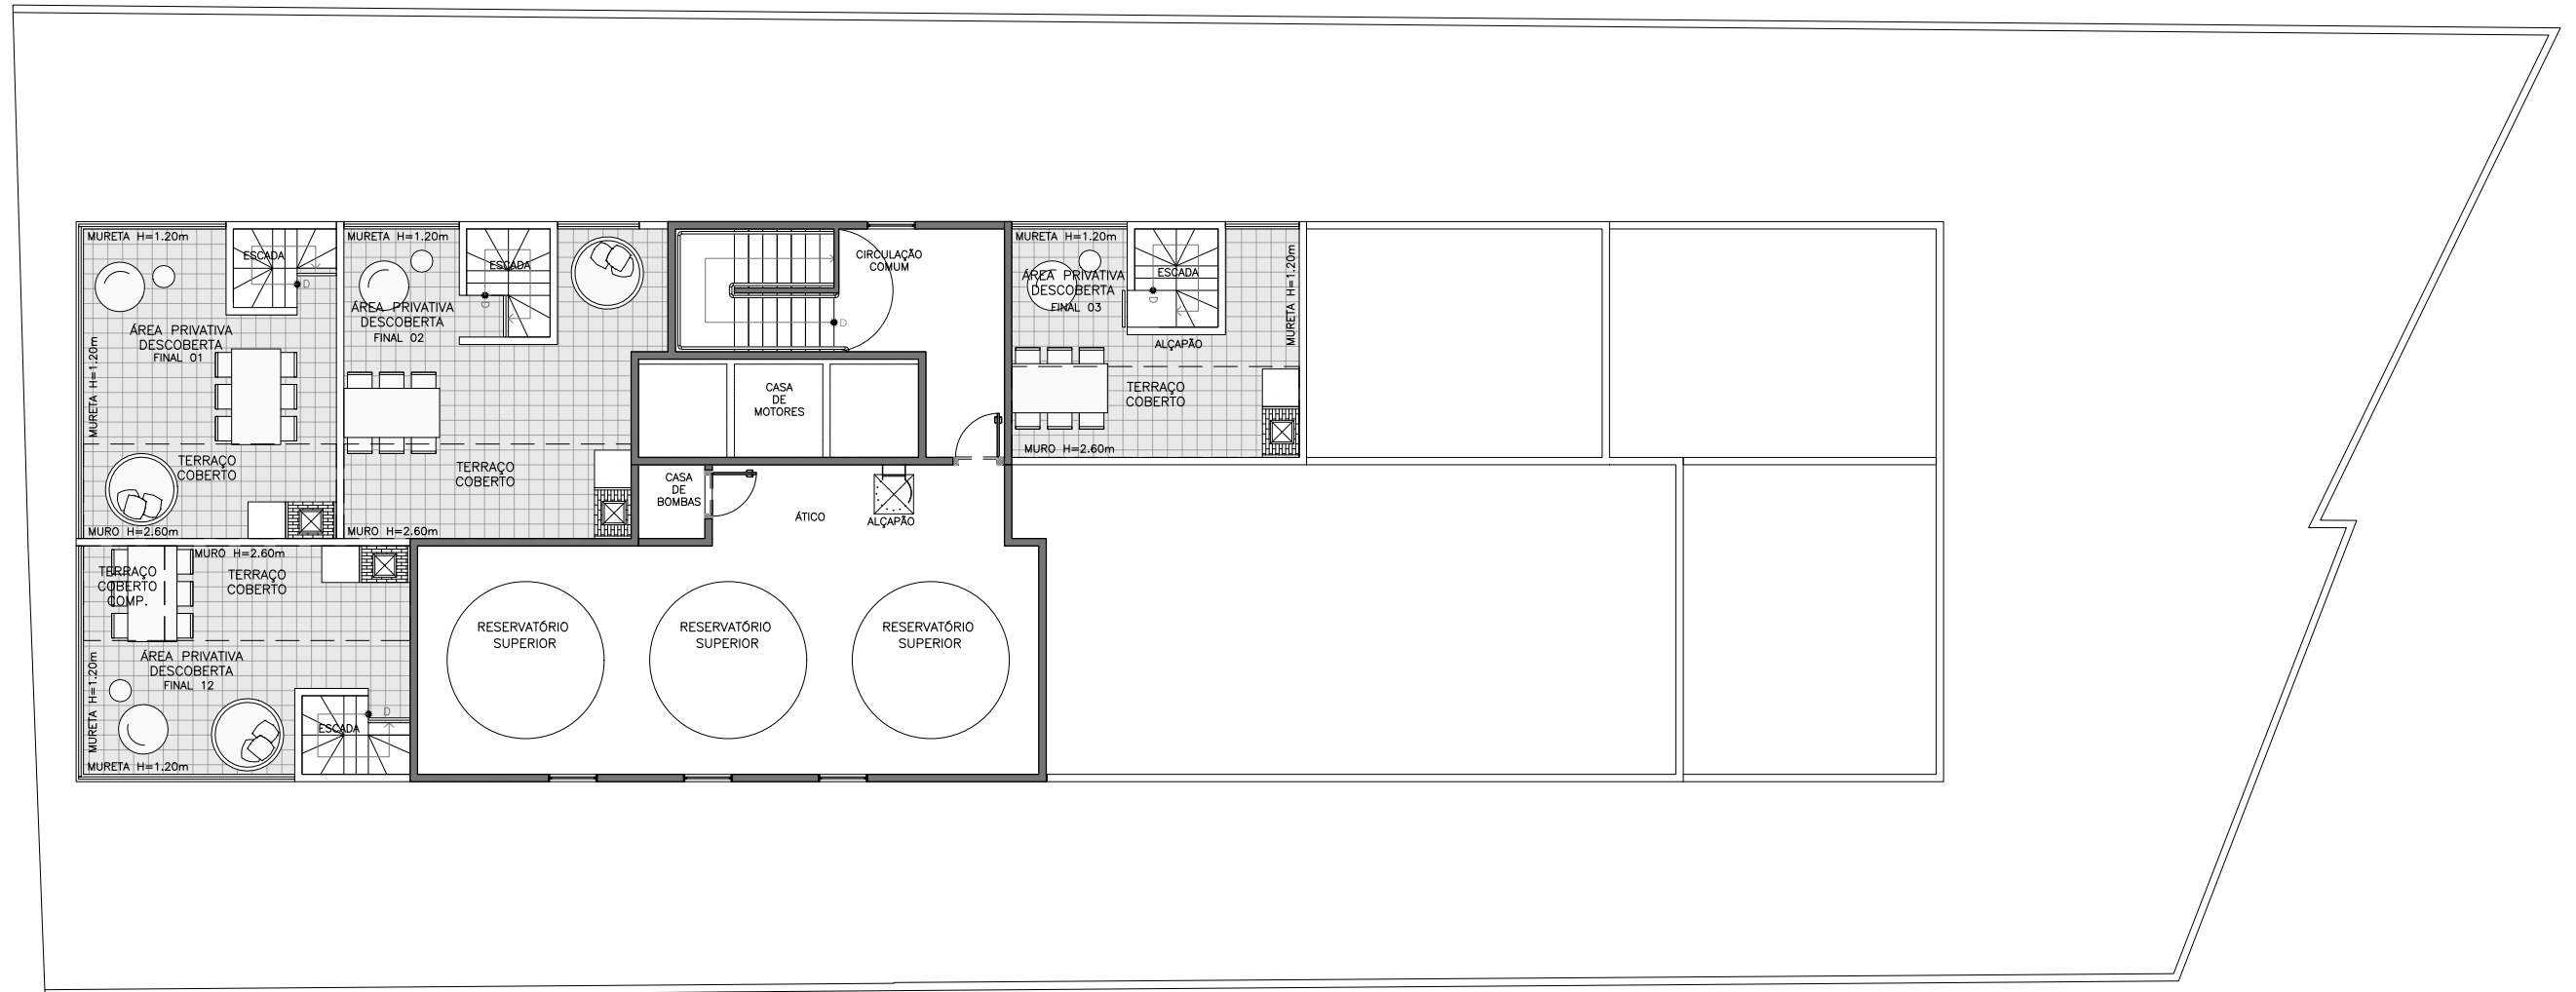 MURETA H=1.20m
ESCADA
D
MURETA H=1.20m
ÁREA PRIVATIVA
DESCOBERTA
FINAL 01
TERRAÇO
COBERTO
MURO H=2.60m
MURETA H=1.20m
ESCADA
D
ÁREA PRIVATIVA
DESCOBERTA
FINAL 02
TERRAÇO
COBERTO
MURO H=2.60m
CIRCULAÇÃO
COMUM
D
CASA
DE
MOTORES
CASA
DE
BOMBAS
ÁTICO
ALÇAPÃO
MURETA H=1.20m
ÁREA PRIVATIVA
DESCOBERTA
FINAL 03
ESCADA
D
MURETA H=1.20m
ALÇAPÃO
TERRAÇO
COBERTO
MURO H=2.60m
MURO H=2.60m
TERRAÇO
COBERTO
COMP.
TERRAÇO
COBERTO
ÁREA PRIVATIVA
DESCOBERTA
FINAL 12
MURETA H=1.20m
ESCADA
D
MURETA H=1.20m
RESERVATÓRIO
SUPERIOR
RESERVATÓRIO
SUPERIOR
RESERVATÓRIO
SUPERIOR